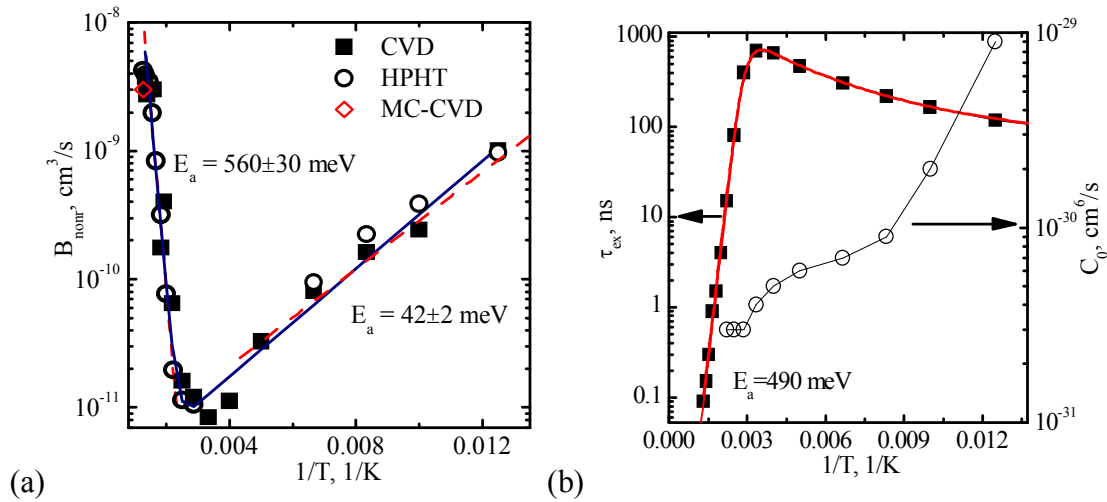 10⁻⁸
10⁻⁹
10⁻¹⁰
10⁻¹¹
B_nonr, cm³/s
CVD
HPHT
MC-CVD
E_a = 560±30 meV
E_a = 42±2 meV
0.004
0.008
0.012
1/T, 1/K
(a)
1000
100
10
1
0.1
τ_ex, ns
E_a=490 meV
10⁻²⁹
10⁻³⁰
10⁻³¹
C_0, cm⁶/s
0.000
0.003
0.006
0.009
0.012
1/T, 1/K
(b)